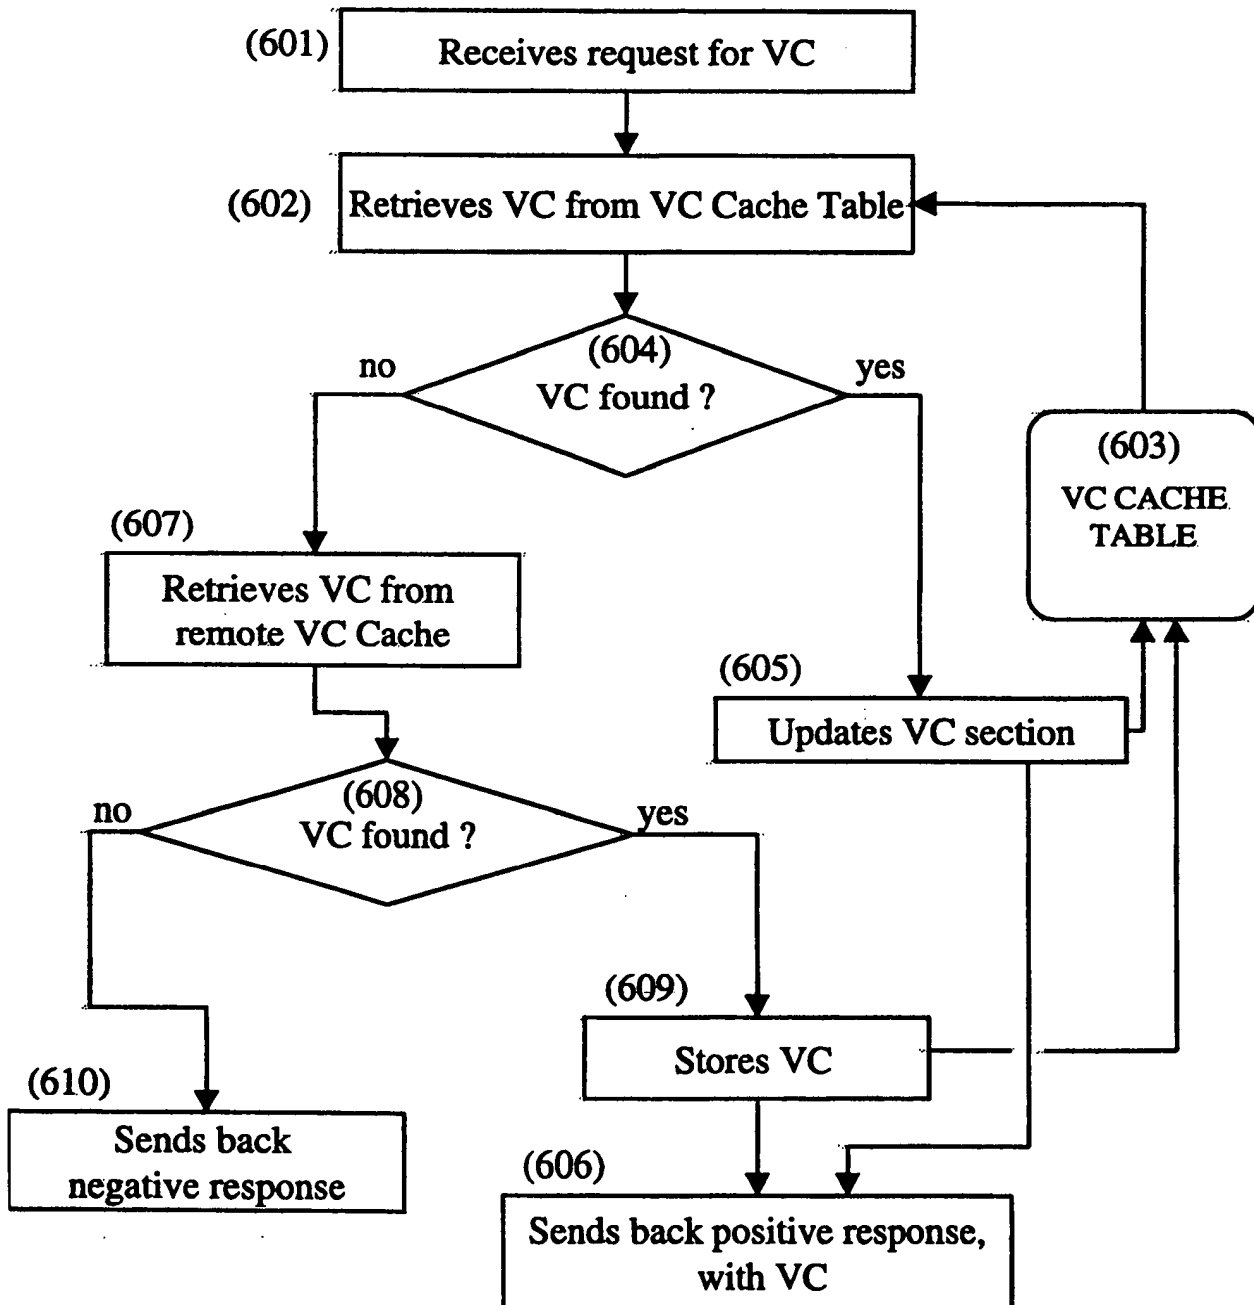 (601)
Receives request for VC
(602)
Retrieves VC from VC Cache Table
(604)
VC found ?
no
yes
(603)
VC CACHE
TABLE
(607)
Retrieves VC from
remote VC Cache
(605)
Updates VC section
(608)
VC found ?
no
yes
(609)
Stores VC
(610)
Sends back
negative response
(606)
Sends back positive response,
with VC